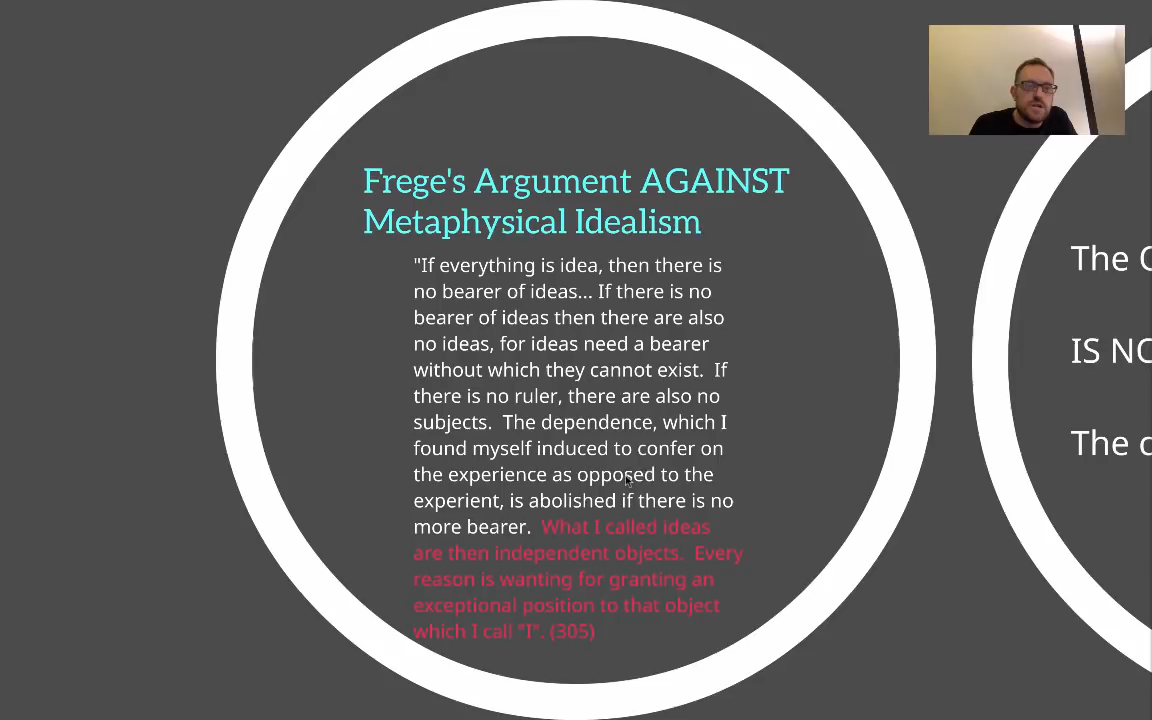 Frege's Argument AGAINST
Metaphysical Idealism
"If everything is idea, then there is
no bearer of ideas... If there is no
bearer of ideas then there are also
no ideas, for ideas need a bearer
without which they cannot exist.  If
there is no ruler, there are also no
subjects.  The dependence, which I
found myself induced to confer on
the experience as opposed to the
experient, is abolished if there is no
more bearer.  What I called ideas
are then independent objects.  Every
reason is wanting for granting an
exceptional position to that object
which I call "I". (305)
The
IS
The